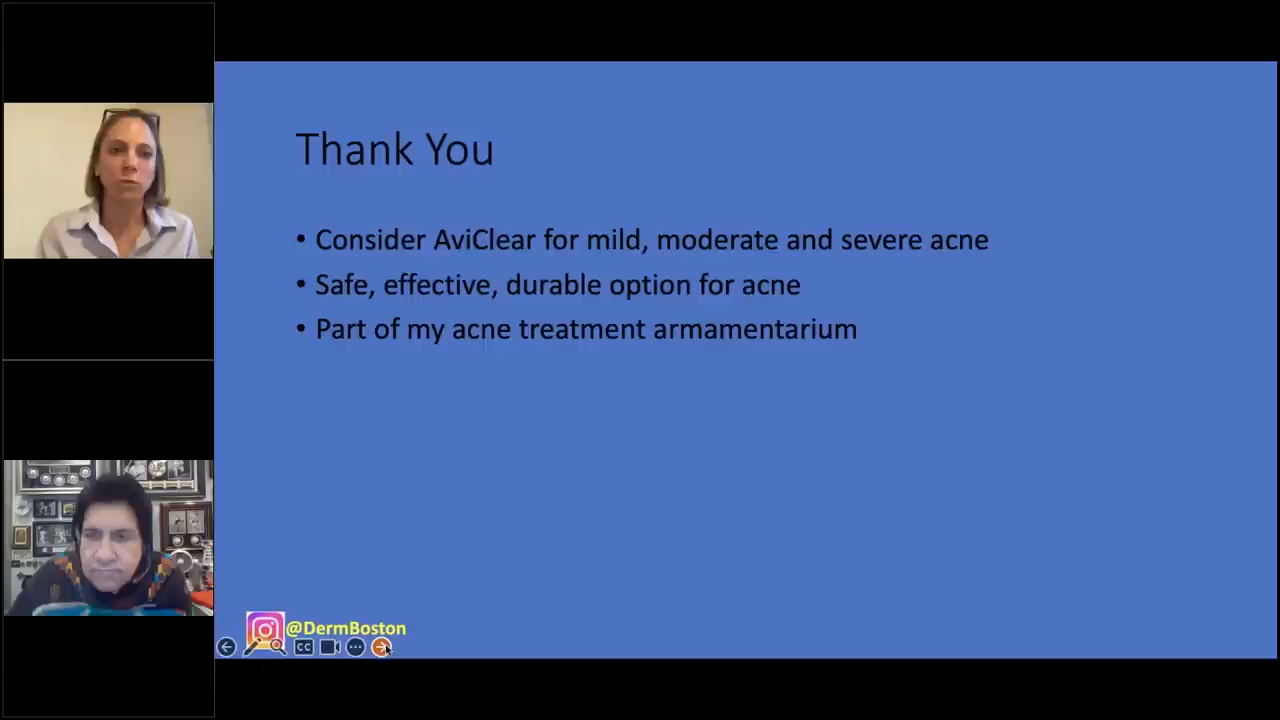 Thank You
• Consider AviClear for mild, moderate and severe acne
• Safe, effective, durable option for acne
• Part of my acne treatment armamentarium
@DermBoston
CC